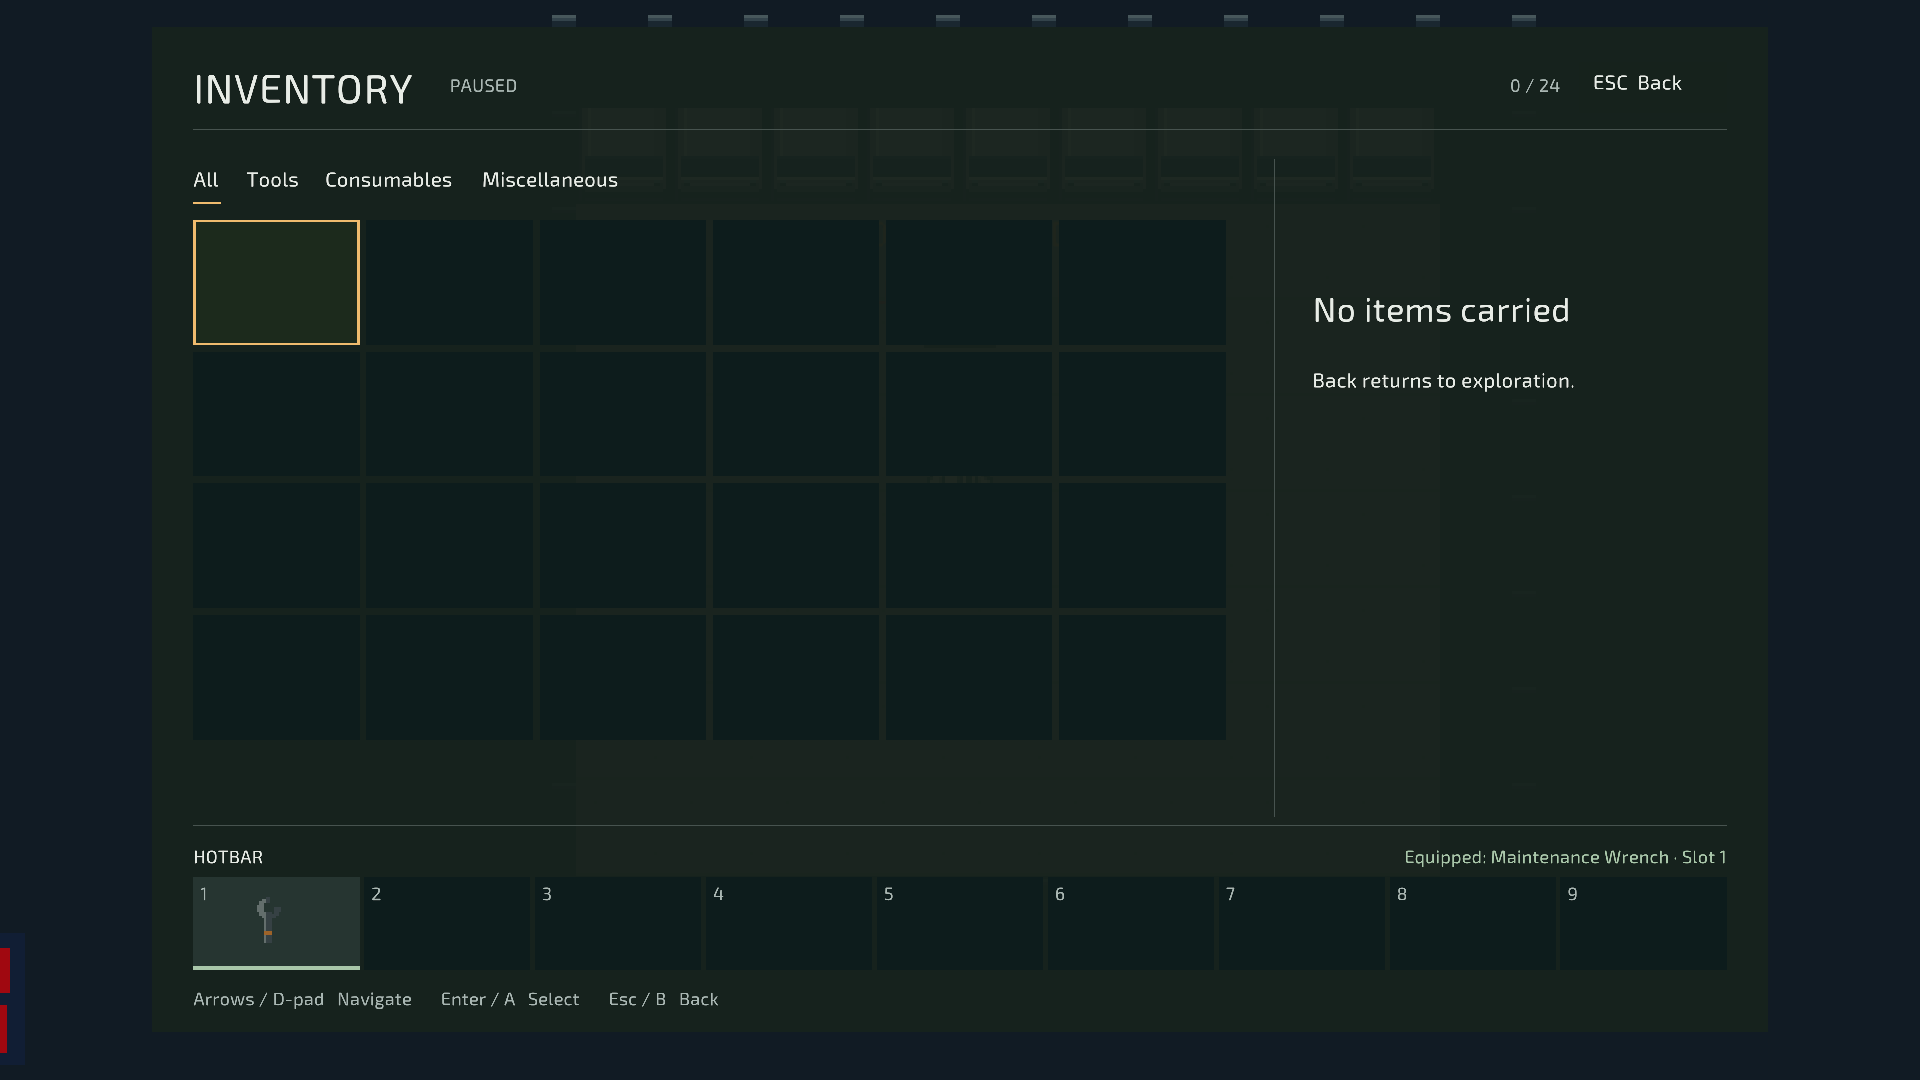 INVENTORY PAUSED 0 / 24 ESC Back
All Tools Consumables Miscellaneous
No items carried
Back returns to exploration.
HOTBAR Equipped: Maintenance Wrench · Slot 1
1 2 3 4 5 6 7 8 9
Arrows / D-pad Navigate Enter / A Select Esc / B Back